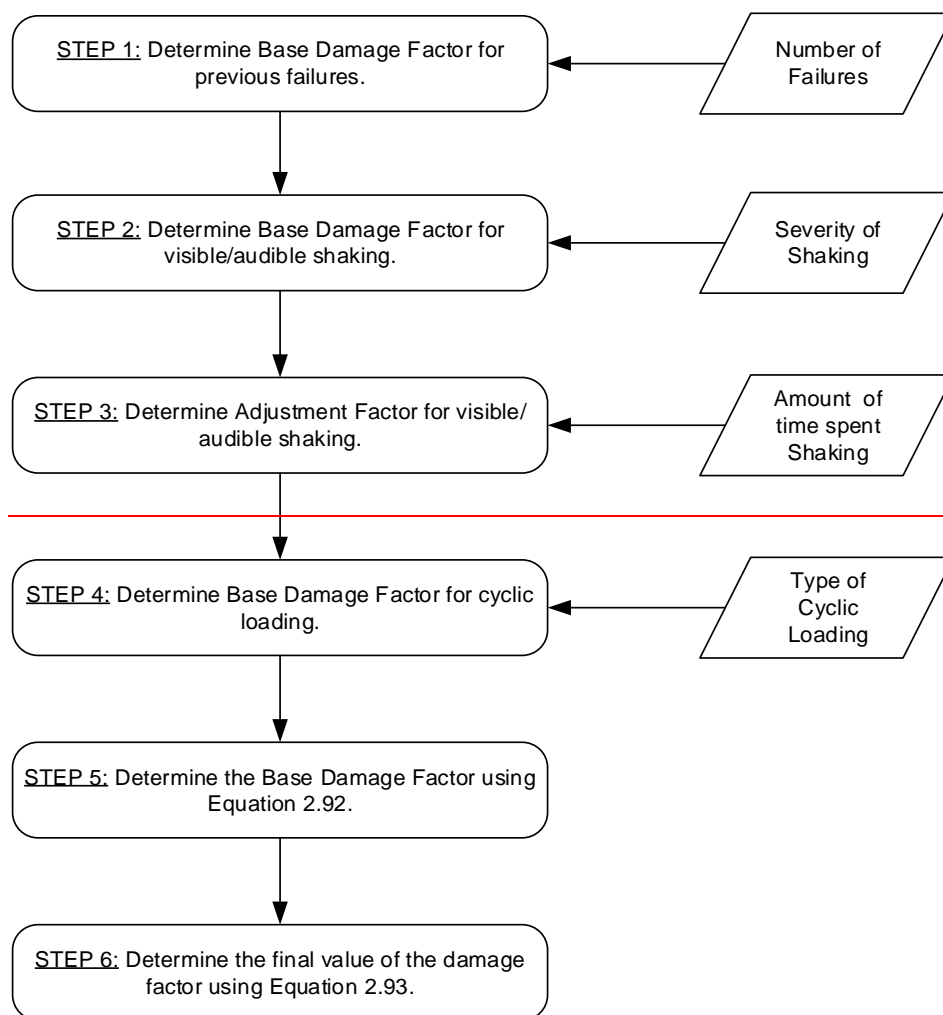 STEP 1: Determine Base Damage Factor for
previous failures.
Number of
Failures
STEP 2: Determine Base Damage Factor for
visible/audible shaking.
Severity of
Shaking
STEP 3: Determine Adjustment Factor for visible/
audible shaking.
Amount of
time spent
Shaking
STEP 4: Determine Base Damage Factor for cyclic
loading.
Type of
Cyclic
Loading
STEP 5: Determine the Base Damage Factor using
Equation 2.92.
STEP 6: Determine the final value of the damage
factor using Equation 2.93.